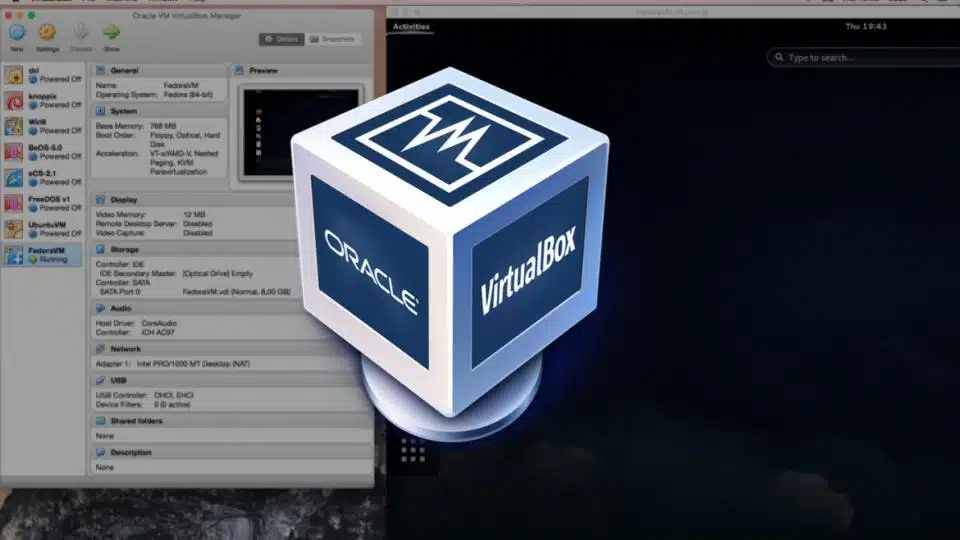 Oracle VM VirtualBox Manager
New
Settings
Show
Details
Snapshots
dsl
Powered Off
knoppix
Powered Off
Win8
Powered Off
BeOS-5.0
Powered Off
eCS-2.1
Powered Off
FreeDOS v1
Powered Off
UbuntuVM
Powered Off
FedoraVM
Running
General
Name: FedoraVM
Operating System: Fedora (64-bit)
System
Base Memory: 768 MB
Boot Order: Floppy, Optical, Hard
Disk
Acceleration: VT-x/AMD-V, Nested
Paging, KVM
Paravirtualization
Preview
Display
Video Memory: 12 MB
Remote Desktop Server: Disabled
Video Capture: Disabled
Storage
Controller: IDE
IDE Secondary Master: [Optical Drive] Empty
Controller: SATA
SATA Port 0: FedoraVM.vdi (Normal, 8,00 GB)
Audio
Host Driver: CoreAudio
Controller: ICH AC97
Network
Adapter 1: Intel PRO/1000 MT Desktop (NAT)
USB
USB Controller: OHCI, EHCI
Device Filters: 0 (0 active)
Shared folders
None
Description
None
Activities
Thu 19:43
Type to search...
ORACLE
VirtualBox